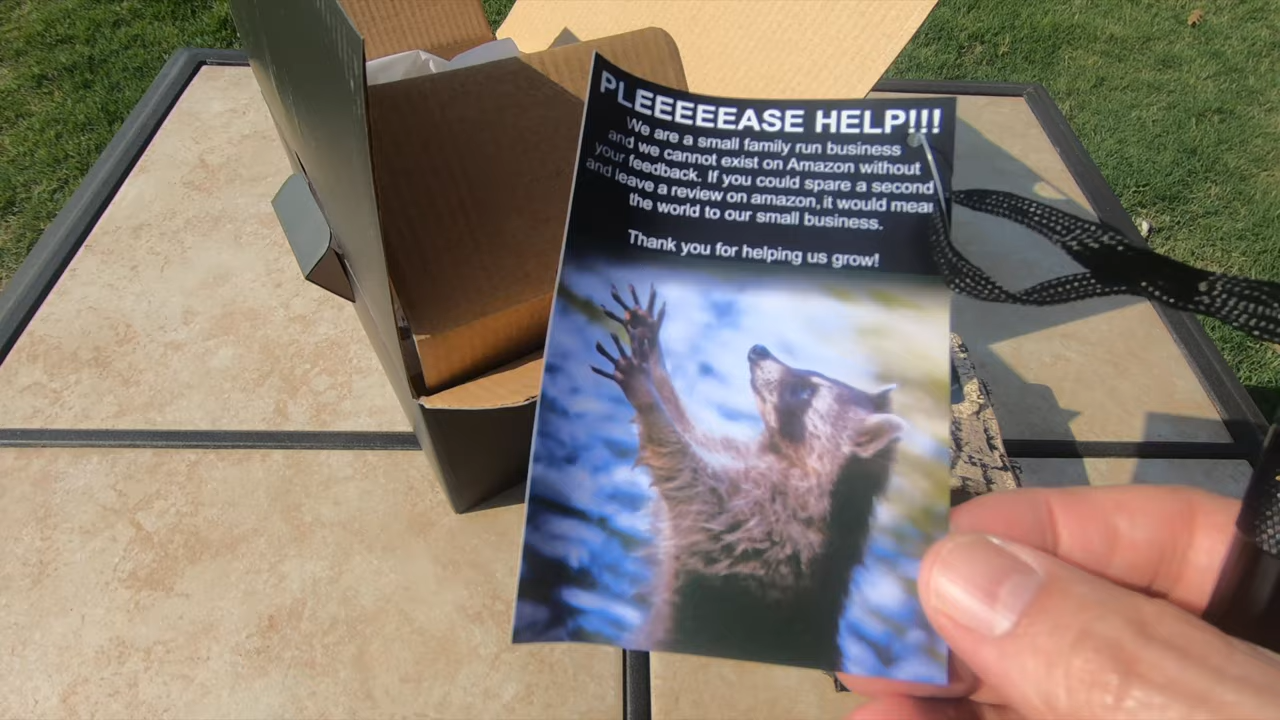 PLEEEEEASE HELP!!!
We are a small family run business
and we cannot exist on Amazon without
your feedback. If you could spare a second
and leave a review on amazon, it would mean
the world to our small business.
Thank you for helping us grow!